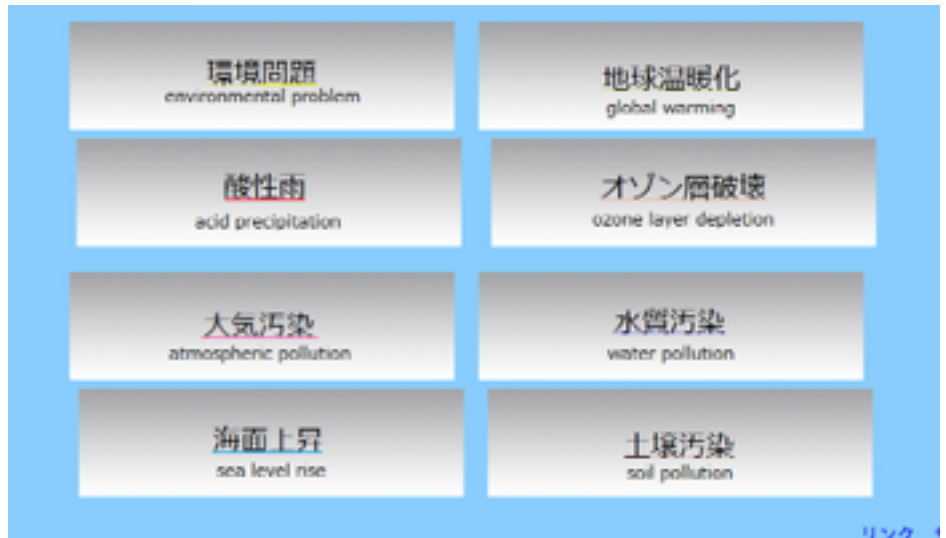 環境問題
environmental problem
地球温暖化
global warming
酸性雨
acid precipitation
オゾン層破壊
ozone layer depletion
大気汚染
atmospheric pollution
水質汚染
water pollution
海面上昇
sea level rise
土壌汚染
soil pollution
リンク